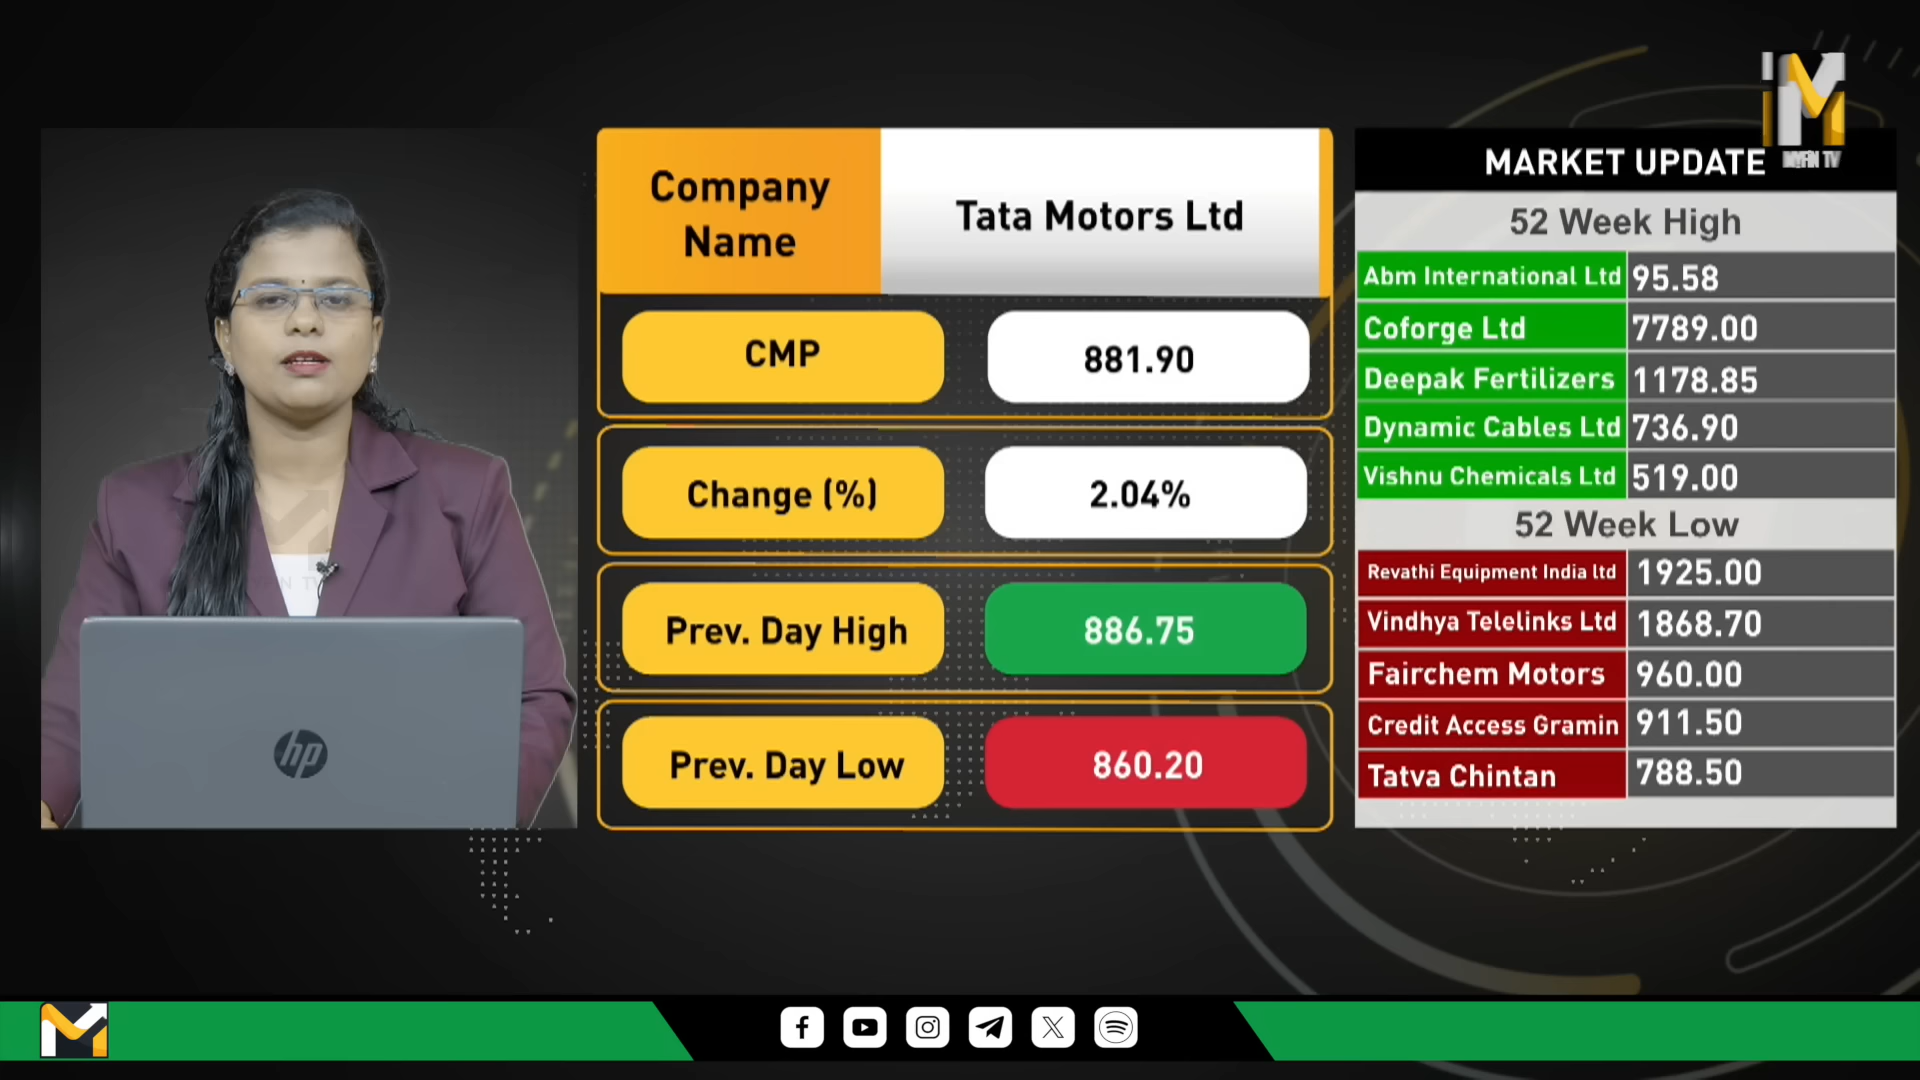 MYFIN TV
hp
Company
Name
Tata Motors Ltd
CMP
881.90
Change (%)
2.04%
Prev. Day High
886.75
Prev. Day Low
860.20
MARKET UPDATE
52 Week High
Abm International Ltd 95.58
Coforge Ltd 7789.00
Deepak Fertilizers 1178.85
Dynamic Cables Ltd 736.90
Vishnu Chemicals Ltd 519.00
52 Week Low
Revathi Equipment India ltd 1925.00
Vindhya Telelinks Ltd 1868.70
Fairchem Motors 960.00
Credit Access Gramin 911.50
Tatva Chintan 788.50